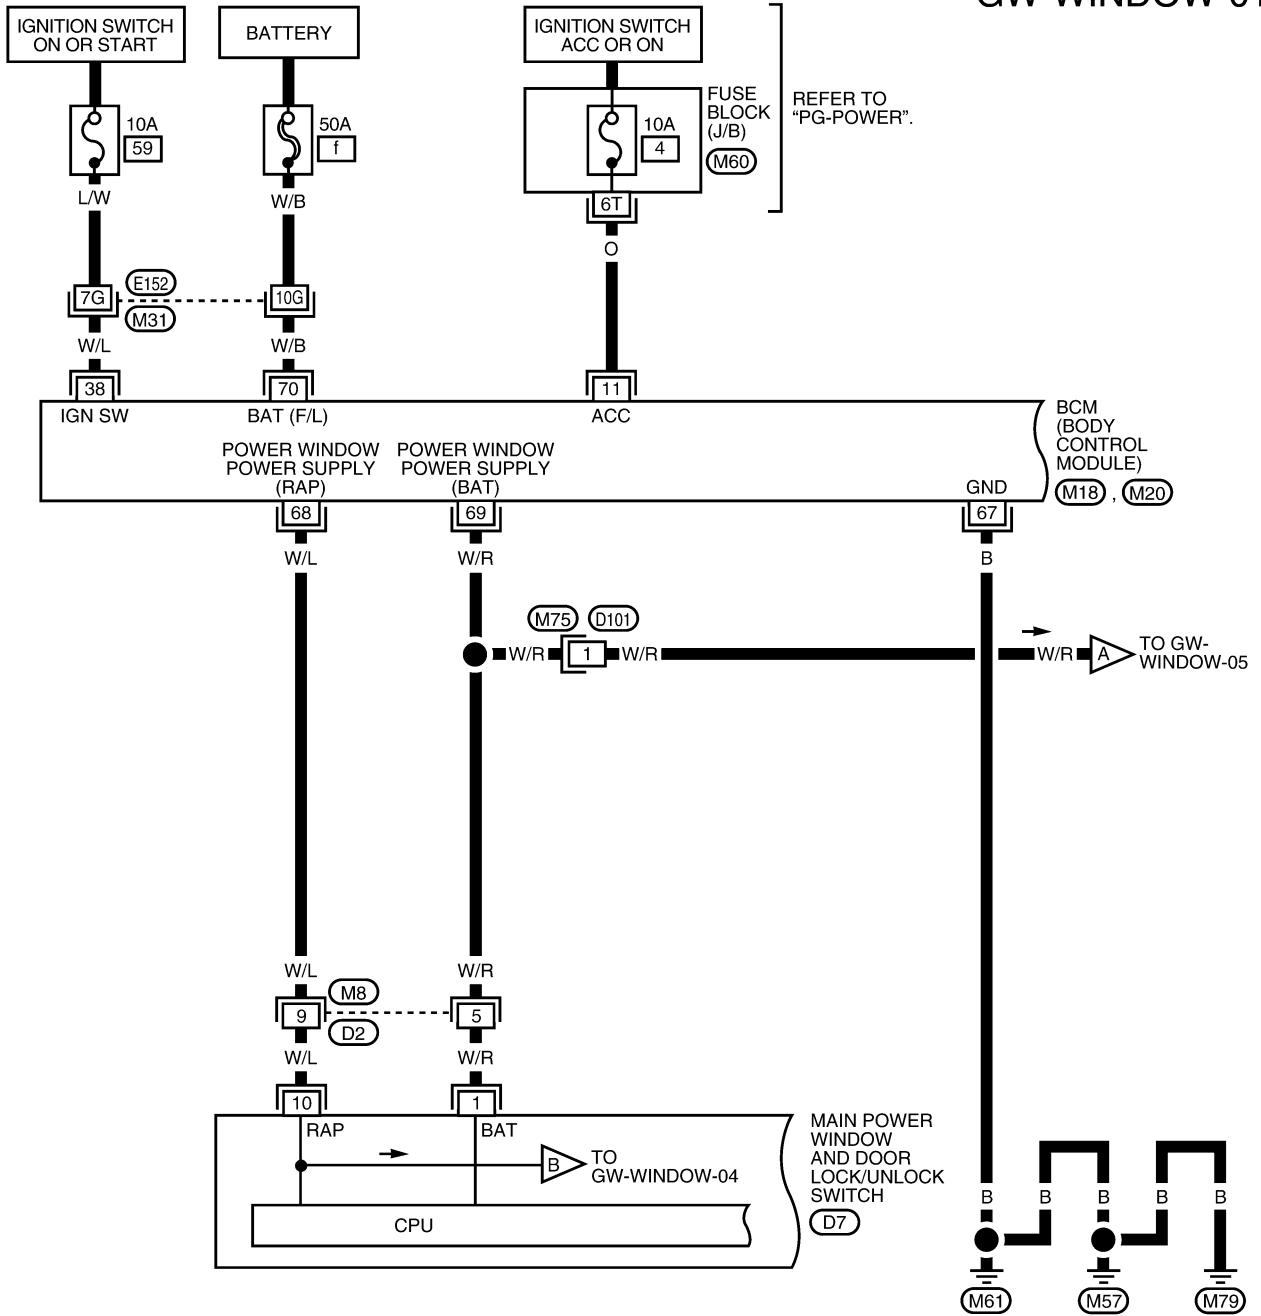 GW-WINDOW-01
IGNITION SWITCH
ON OR START
BATTERY
IGNITION SWITCH
ACC OR ON
10A
59
50A
f
10A
4
FUSE
BLOCK
(J/B)
M60
REFER TO
“PG-POWER”.
L/W
W/B
6T
O
7G
E152
M31
10G
W/L
W/B
38
70
11
IGN SW
BAT (F/L)
ACC
POWER WINDOW
POWER SUPPLY
(RAP)
POWER WINDOW
POWER SUPPLY
(BAT)
GND
BCM
(BODY
CONTROL
MODULE)
M18 , M20
68
69
67
W/L
W/R
B
M75
D101
W/R
1
W/R
W/R
A
TO GW-
WINDOW-05
W/L
W/R
9
M8
D2
5
W/L
W/R
10
1
RAP
BAT
B
TO
GW-WINDOW-04
CPU
MAIN POWER
WINDOW
AND DOOR
LOCK/UNLOCK
SWITCH
D7
B
B
B
B
B
M61
M57
M79